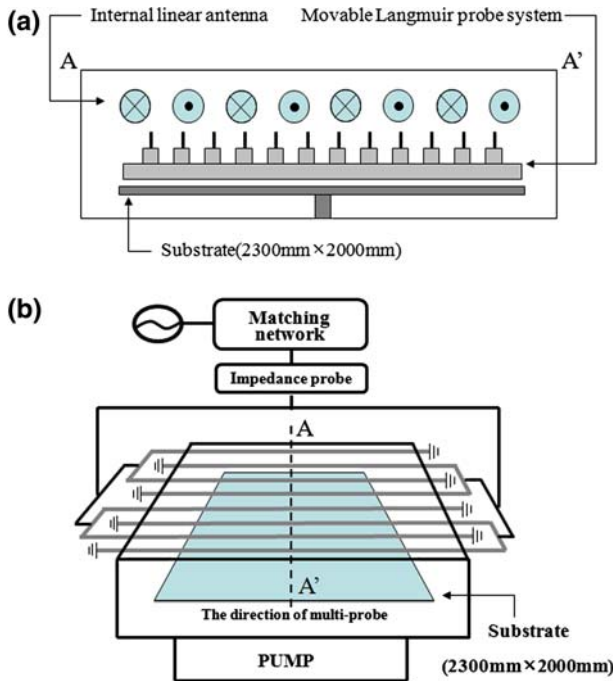 (a)
Internal linear antenna
Movable Langmuir probe system
A
A'
Substrate(2300mm×2000mm)
(b)
Matching
network
Impedance probe
A
A'
The direction of multi-probe
Substrate
(2300mm×2000mm)
PUMP